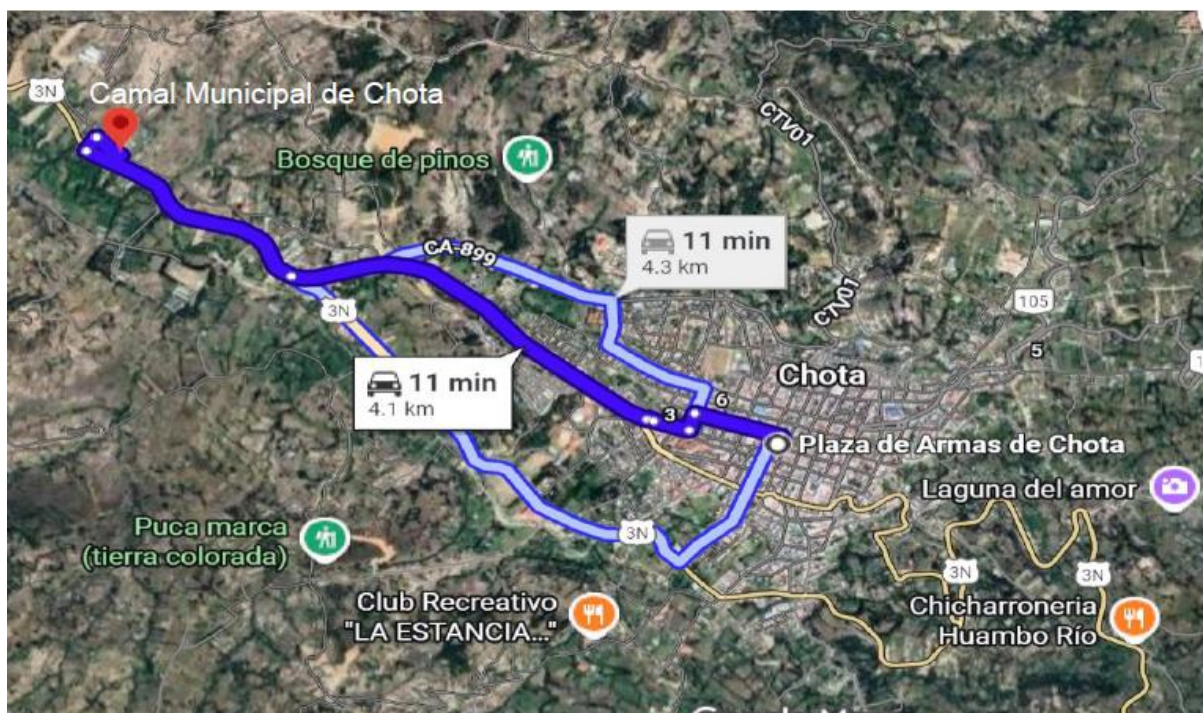 3N
Camal Municipal de Chota
CTV01
Bosque de pinos
CA-899
11 min
4.3 km
CTV01
105
3N
5
Chota
11 min
4.1 km
6
3
Plaza de Armas de Chota
Laguna del amor
Puca marca
(tierra colorada)
3N
3N
3N
Club Recreativo
"LA ESTANCIA..."
Chicharroneria
Huambo Río